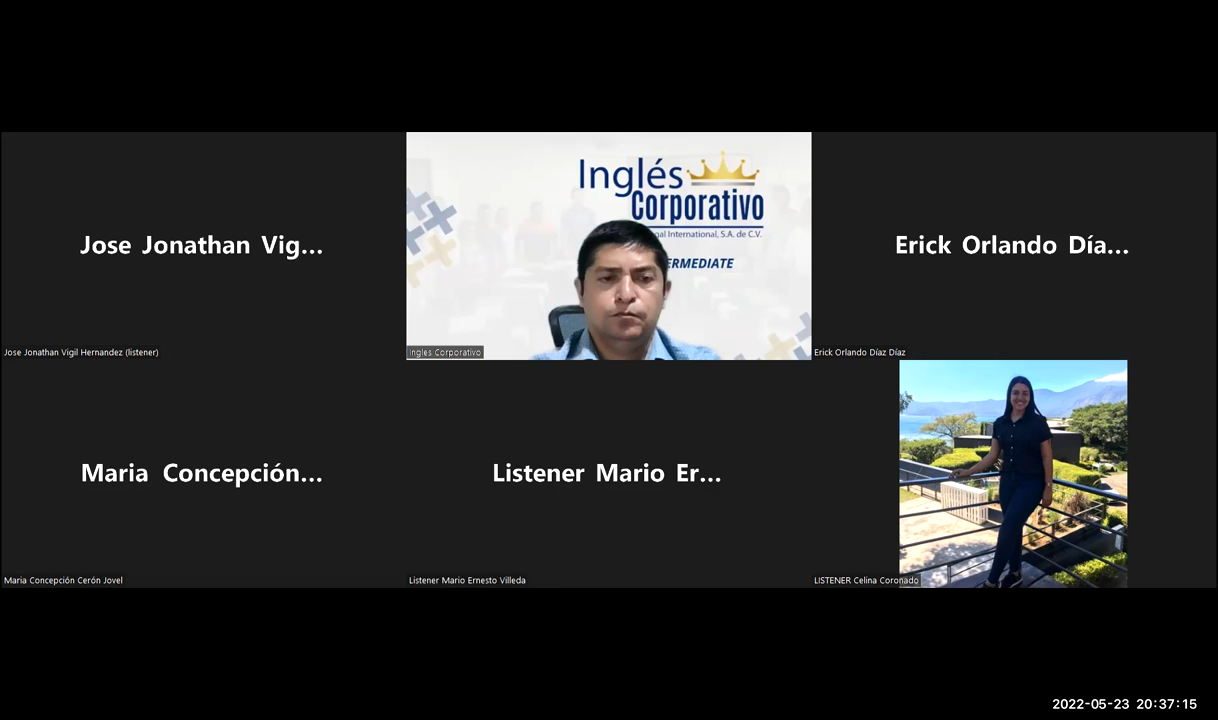 Jose Jonathan Vig...
Jose Jonathan Vigil Hernandez (listener)
Inglés
Corporativo
gal International, S.A. de C.V.
ERMEDIATE
Ingles Corporativo
Erick Orlando Día...
Erick Orlando Díaz Díaz
Maria Concepción...
Maria Concepción Cerón Jovel
Listener Mario Er...
Listener Mario Ernesto Villeda
LISTENER Celina Coronado
2022-05-23 20:37:15